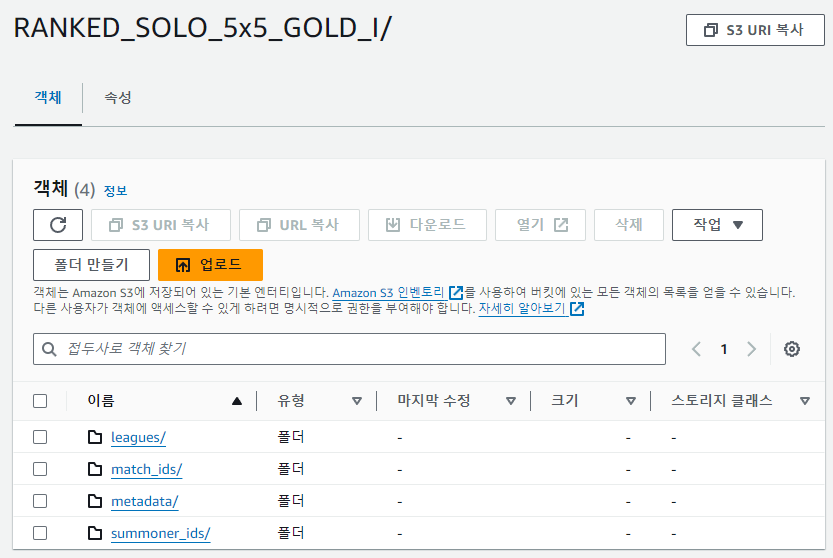 RANKED_SOLO_5x5_GOLD_I/
S3 URI 복사
객체 속성
객체 (4) 정보
S3 URI 복사 URL 복사 다운로드 열기 삭제 작업
폴더 만들기 업로드
객체는 Amazon S3에 저장되어 있는 기본 엔터티입니다. Amazon S3 인벤토리를 사용하여 버킷에 있는 모든 객체의 목록을 얻을 수 있습니다.
다른 사용자가 객체에 액세스할 수 있게 하려면 명시적으로 권한을 부여해야 합니다. 자세히 알아보기
접두사로 객체 찾기 1
이름 유형 마지막 수정 크기 스토리지 클래스
leagues/ 폴더 - - -
match_ids/ 폴더 - - -
metadata/ 폴더 - - -
summoner_ids/ 폴더 - - -